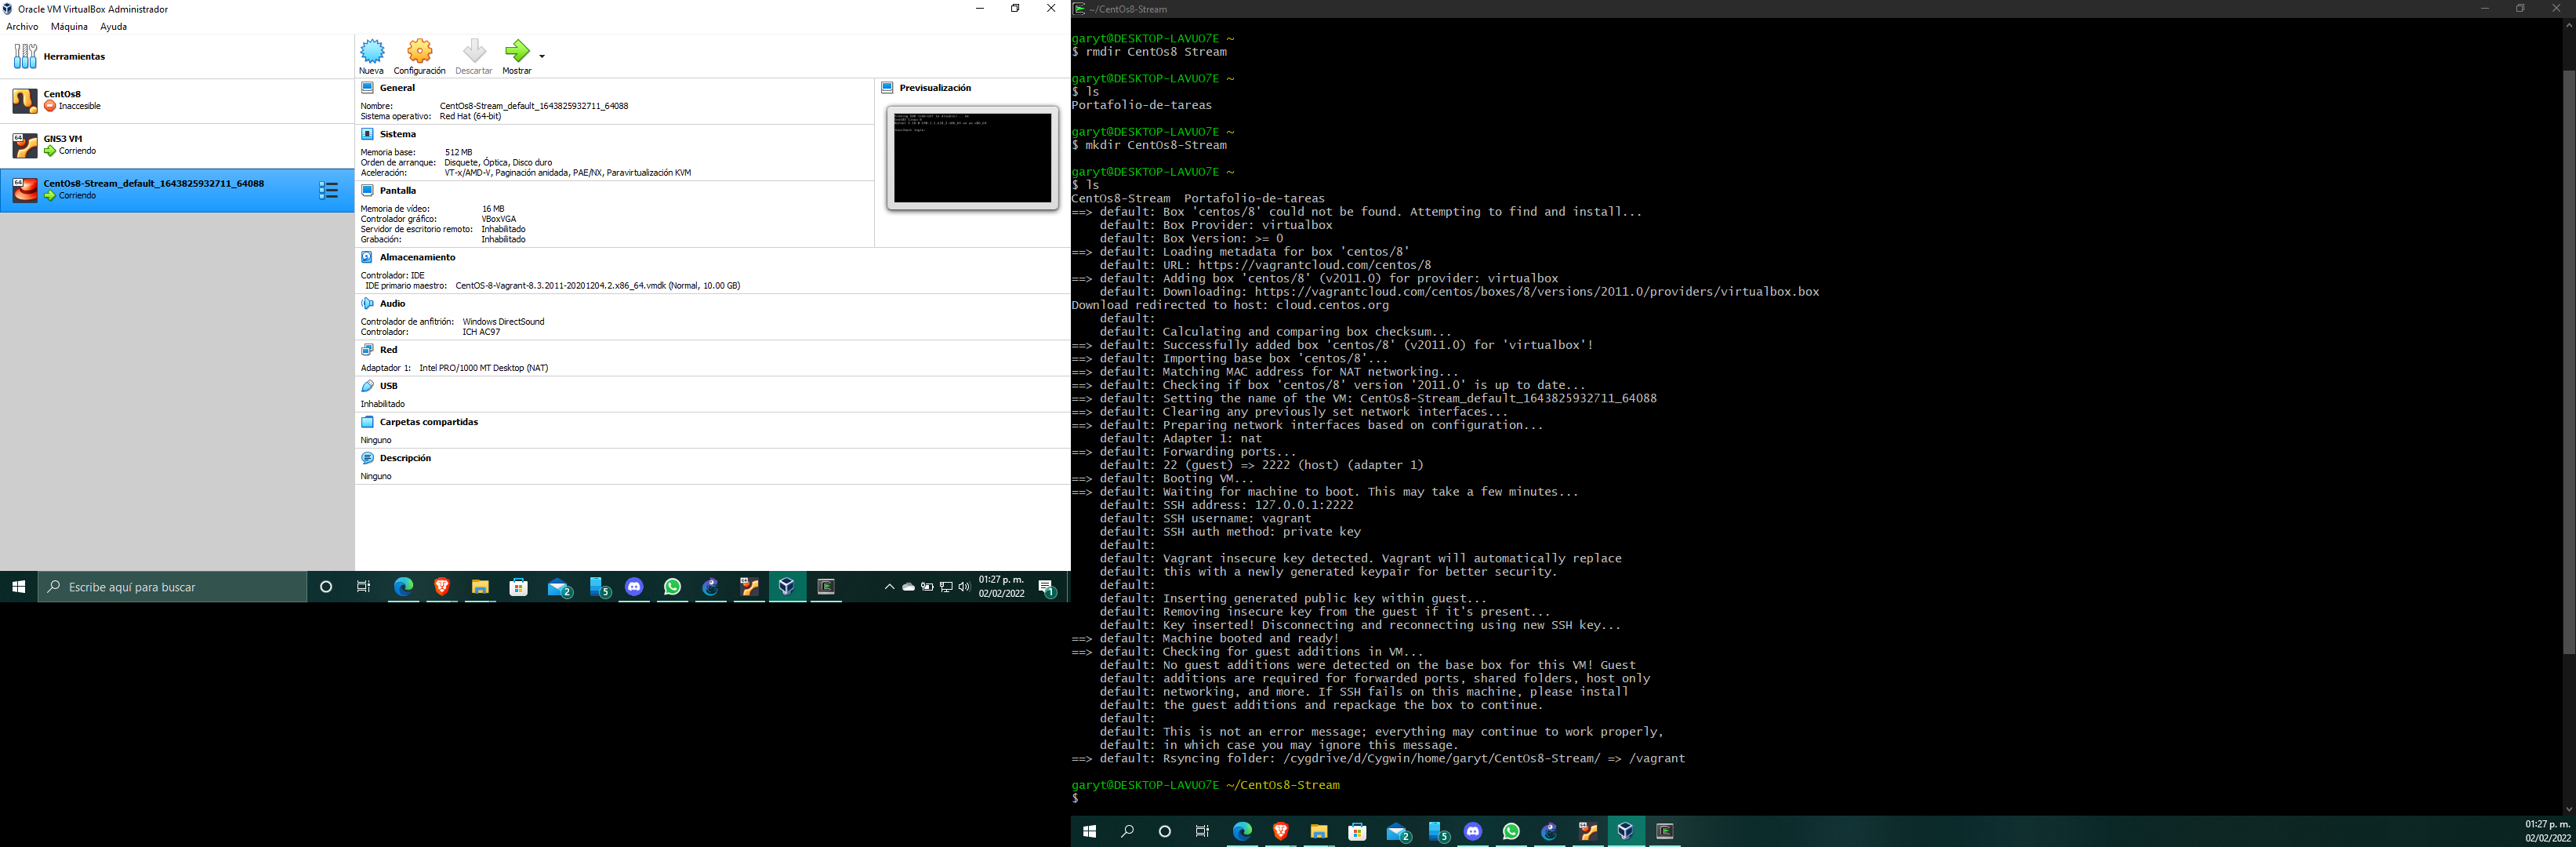 Oracle VM VirtualBox Administrador
Archivo Máquina Ayuda
Herramientas
CentOs8
Inaccesible
GNS3 VM
Corriendo
CentOs8-Stream_default_1643825932711_64088
Corriendo
Nueva Configuración Descartar Mostrar
General
Nombre: CentOs8-Stream_default_1643825932711_64088
Sistema operativo: Red Hat (64-bit)
Sistema
Memoria base: 512 MB
Orden de arranque: Disquete, Óptica, Disco duro
Aceleración: VT-x/AMD-V, Paginación anidada, PAE/NX, Paravirtualización KVM
Pantalla
Memoria de vídeo: 16 MB
Controlador gráfico: VBoxVGA
Servidor de escritorio remoto: Inhabilitado
Grabación: Inhabilitado
Almacenamiento
Controlador: IDE
IDE primario maestro: CentOS-8-Vagrant-8.3.2011-20201204.2.x86_64.vmdk (Normal, 10.00 GB)
Audio
Controlador de anfitrión: Windows DirectSound
Controlador: ICH AC97
Red
Adaptador 1: Intel PRO/1000 MT Desktop (NAT)
USB
Inhabilitado
Carpetas compartidas
Ninguno
Descripción
Ninguno
Previsualización
Escribe aquí para buscar
2
5
01:27 p. m.
02/02/2022
1
~/CentOs8-Stream
garyt@DESKTOP-LAVUO7E ~
$ rmdir CentOs8 Stream
garyt@DESKTOP-LAVUO7E ~
$ ls
Portafolio-de-tareas
garyt@DESKTOP-LAVUO7E ~
$ mkdir CentOs8-Stream
garyt@DESKTOP-LAVUO7E ~
$ ls
CentOs8-Stream  Portafolio-de-tareas
==> default: Box 'centos/8' could not be found. Attempting to find and install...
    default: Box Provider: virtualbox
    default: Box Version: >= 0
==> default: Loading metadata for box 'centos/8'
    default: URL: https://vagrantcloud.com/centos/8
==> default: Adding box 'centos/8' (v2011.0) for provider: virtualbox
    default: Downloading: https://vagrantcloud.com/centos/boxes/8/versions/2011.0/providers/virtualbox.box
Download redirected to host: cloud.centos.org
    default:
    default: Calculating and comparing box checksum...
==> default: Successfully added box 'centos/8' (v2011.0) for 'virtualbox'!
==> default: Importing base box 'centos/8'...
==> default: Matching MAC address for NAT networking...
==> default: Checking if box 'centos/8' version '2011.0' is up to date...
==> default: Setting the name of the VM: CentOs8-Stream_default_1643825932711_64088
==> default: Clearing any previously set network interfaces...
==> default: Preparing network interfaces based on configuration...
    default: Adapter 1: nat
==> default: Forwarding ports...
    default: 22 (guest) => 2222 (host) (adapter 1)
==> default: Booting VM...
==> default: Waiting for machine to boot. This may take a few minutes...
    default: SSH address: 127.0.0.1:2222
    default: SSH username: vagrant
    default: SSH auth method: private key
    default:
    default: Vagrant insecure key detected. Vagrant will automatically replace
    default: this with a newly generated keypair for better security.
    default:
    default: Inserting generated public key within guest...
    default: Removing insecure key from the guest if it's present...
    default: Key inserted! Disconnecting and reconnecting using new SSH key...
==> default: Machine booted and ready!
==> default: Checking for guest additions in VM...
    default: No guest additions were detected on the base box for this VM! Guest
    default: additions are required for forwarded ports, shared folders, host only
    default: networking, and more. If SSH fails on this machine, please install
    default: the guest additions and repackage the box to continue.
    default:
    default: This is not an error message; everything may continue to work properly,
    default: in which case you may ignore this message.
==> default: Rsyncing folder: /cygdrive/d/Cygwin/home/garyt/CentOs8-Stream/ => /vagrant
garyt@DESKTOP-LAVUO7E ~/CentOs8-Stream
$
2
5
01:27 p. m.
02/02/2022